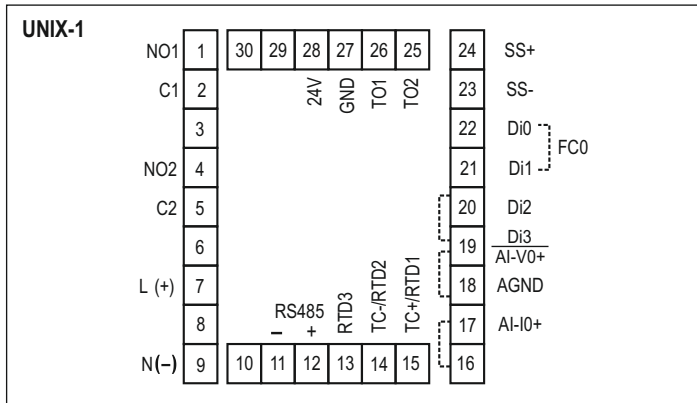 UNIX-1
NO1 1
C1 2
3
NO2 4
C2 5
6
L (+) 7
8
N(–) 9
30 29 28 27 26 25
24V GND TO1 TO2
24 SS+
23 SS-
22 Di0
21 Di1
FC0
20 Di2
19 Di3
AI-V0+
18 AGND
17 AI-I0+
16
RS485
– +
RTD3
TC-/RTD2
TC+/RTD1
10 11 12 13 14 15